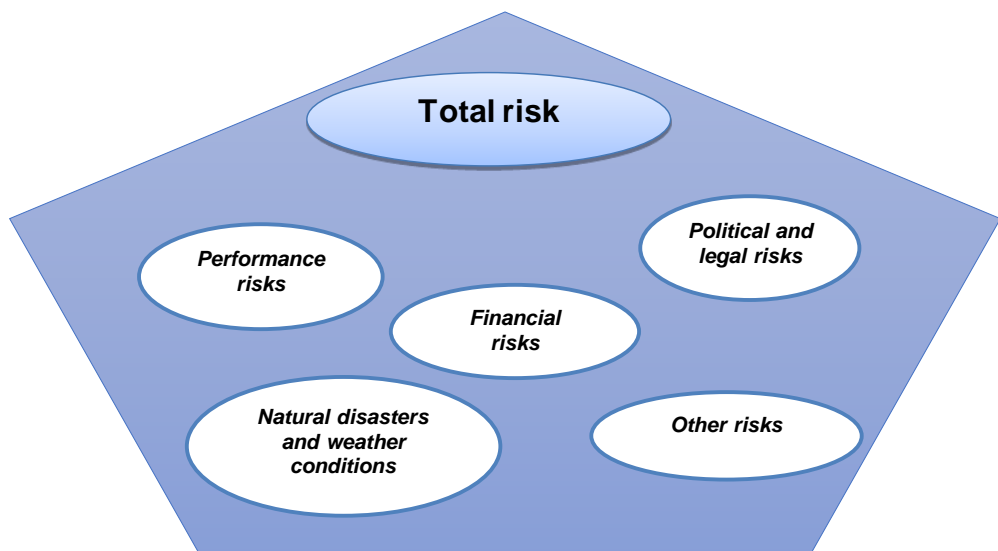 Total risk
Political and
legal risks
Performance
risks
Financial
risks
Natural disasters
and weather
conditions
Other risks